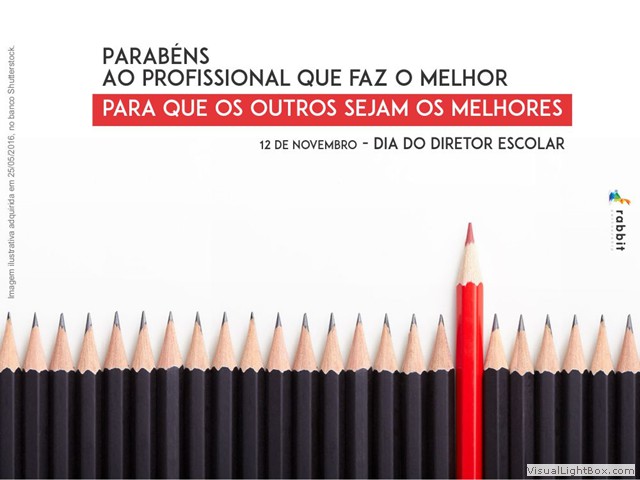 PARABÉNS
AO PROFISSIONAL QUE FAZ O MELHOR
PARA QUE OS OUTROS SEJAM OS MELHORES
12 DE NOVEMBRO - DIA DO DIRETOR ESCOLAR
Imagem ilustrativa adquirida em 25/05/2016, no banco Shutterstock.
rabbit
VisualLightBox.com